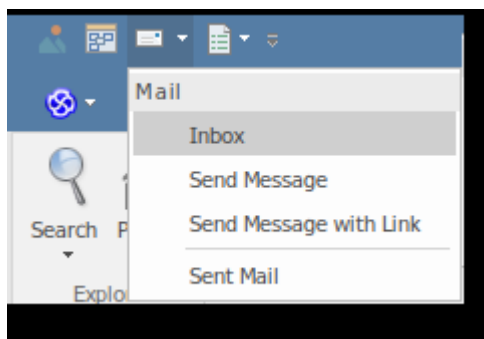 Mail
Inbox
Send Message
Send Message with Link
Search
Sent Mail